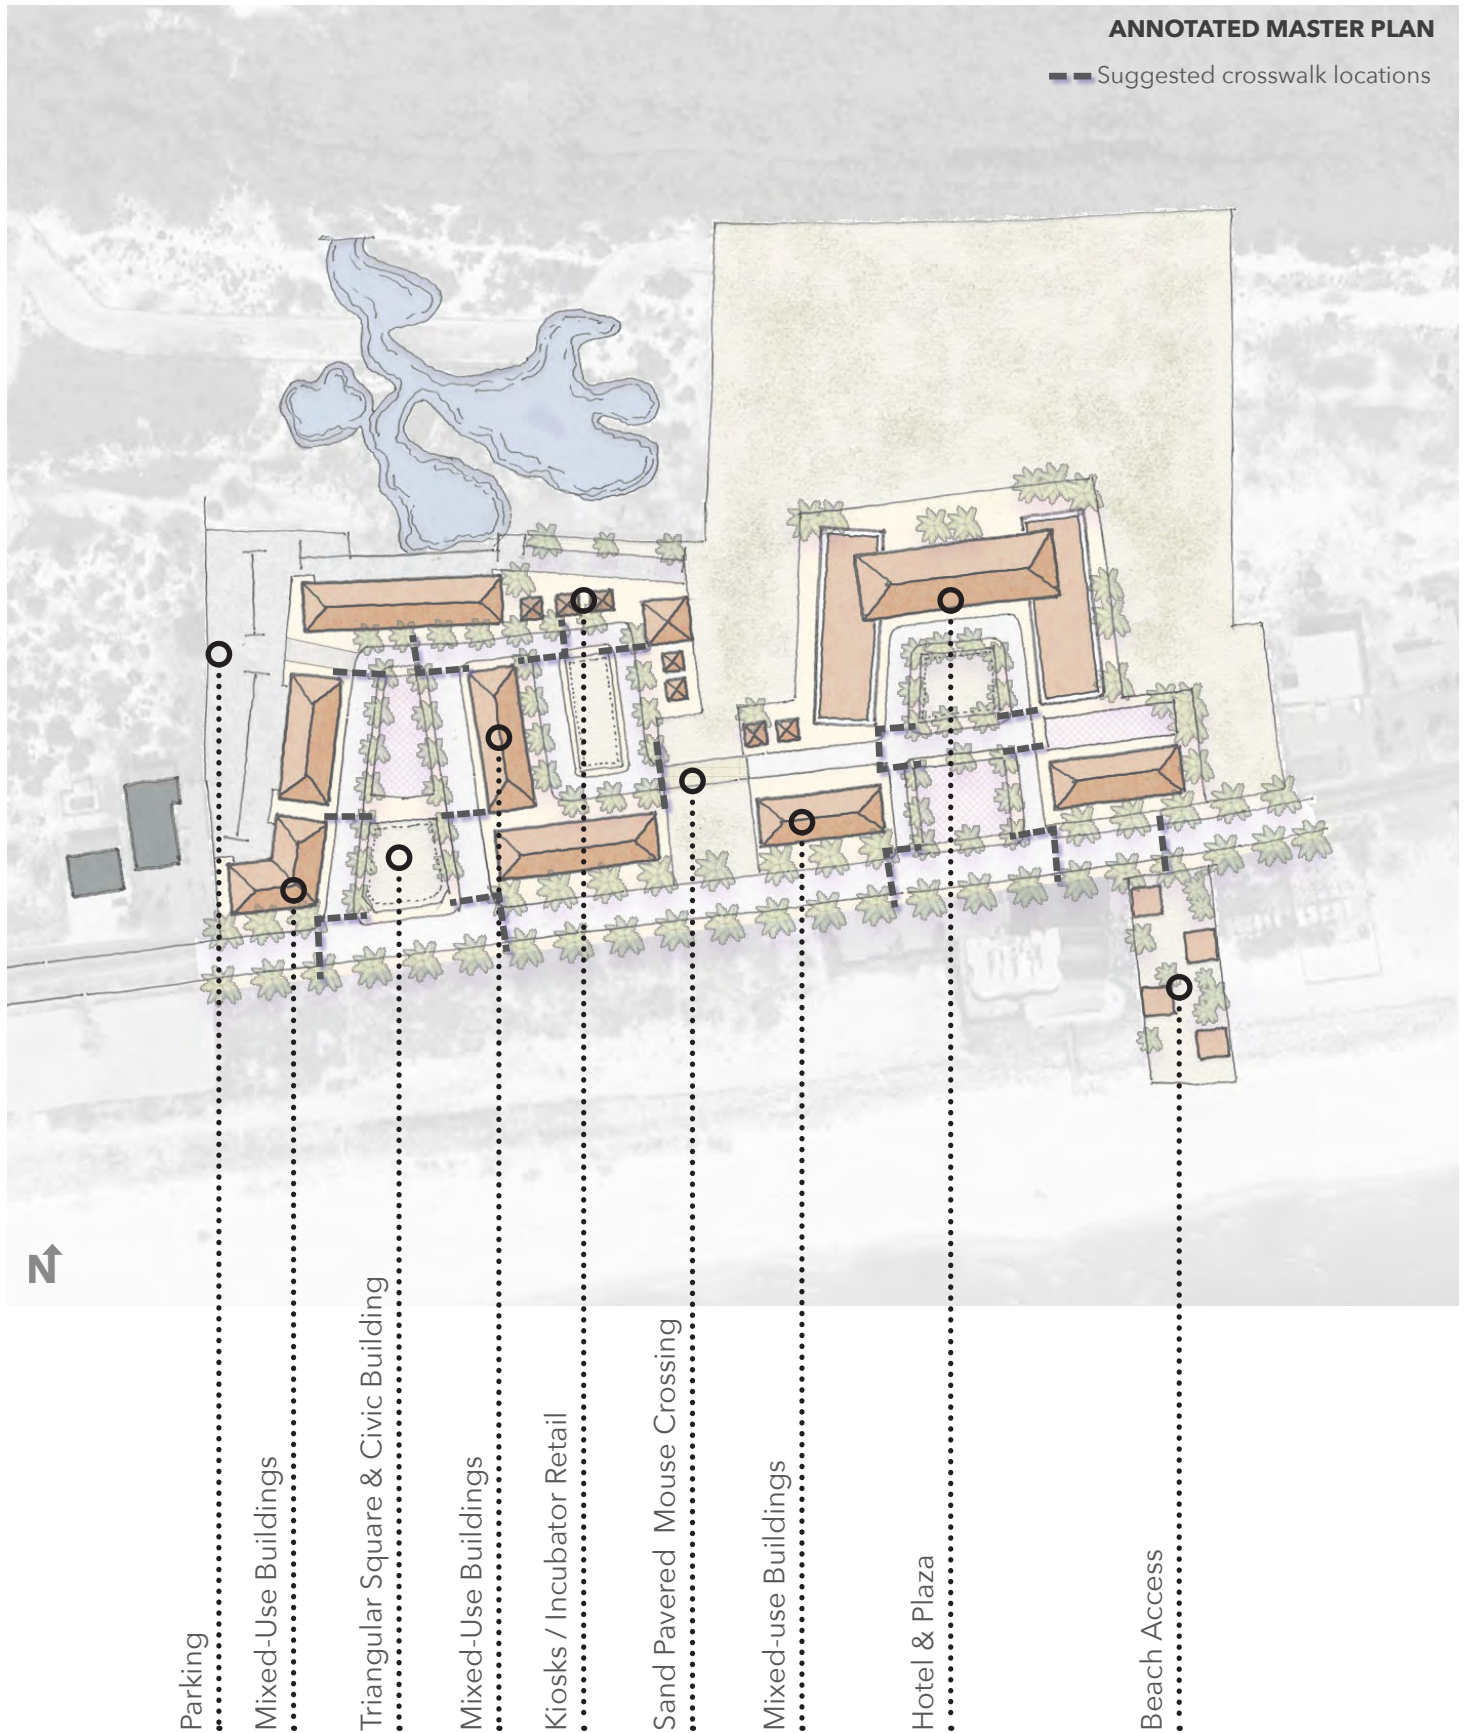 ANNOTATED MASTER PLAN
Suggested crosswalk locations
N
Parking
Mixed-Use Buildings
Triangular Square & Civic Building
Mixed-Use Buildings
Kiosks / Incubator Retail
Sand Pavered  Mouse Crossing
Mixed-use Buildings
Hotel & Plaza
Beach Access